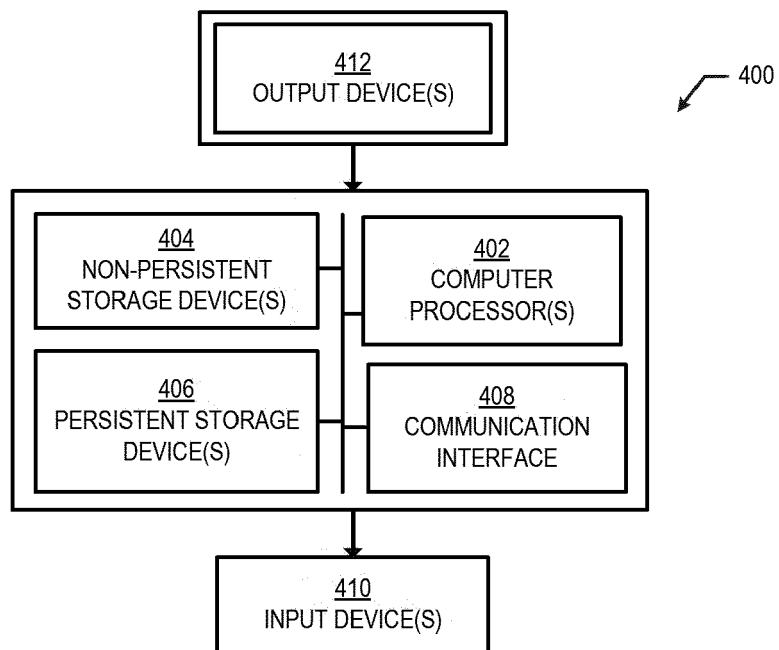 412
OUTPUT DEVICE(S)
400
404
NON-PERSISTENT
STORAGE DEVICE(S)
402
COMPUTER
PROCESSOR(S)
406
PERSISTENT STORAGE
DEVICE(S)
408
COMMUNICATION
INTERFACE
410
INPUT DEVICE(S)